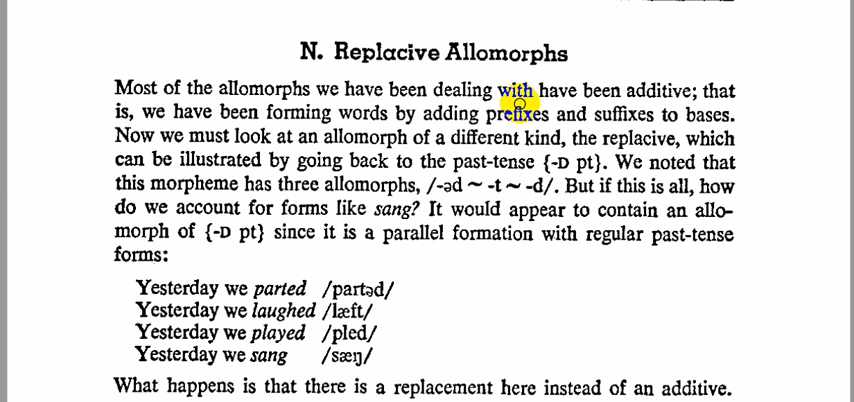 N. Replacive Allomorphs
Most of the allomorphs we have been dealing with have been additive; that
is, we have been forming words by adding prefixes and suffixes to bases.
Now we must look at an allomorph of a different kind, the replacive, which
can be illustrated by going back to the past-tense {-D pt}. We noted that
this morpheme has three allomorphs, /-əd ~ -t ~ -d/. But if this is all, how
do we account for forms like sang? It would appear to contain an allo-
morph of {-D pt} since it is a parallel formation with regular past-tense
forms:
Yesterday we parted /partəd/
Yesterday we laughed /læft/
Yesterday we played /pled/
Yesterday we sang /sæŋ/
What happens is that there is a replacement here instead of an additive.